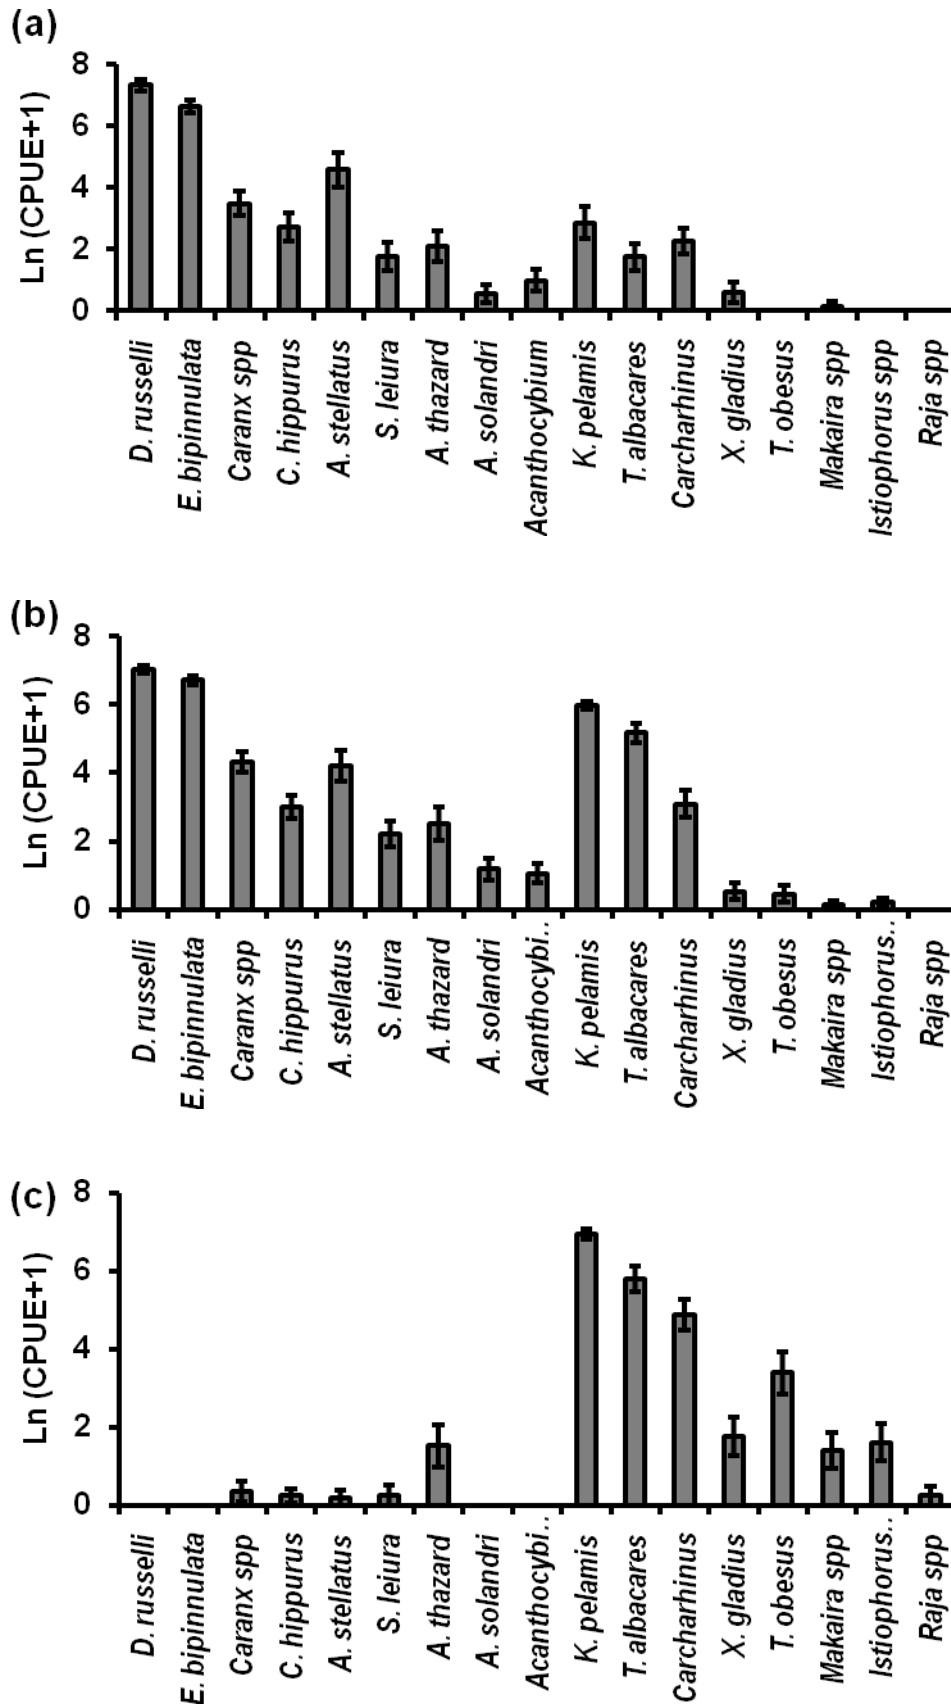 (a)
Ln (CPUE+1)
8
6
4
2
0
D. russelli
E. bipinnulata
Caranx spp
C. hippurus
A. stellatus
S. leiura
A. thazard
A. solandri
Acanthocybium
K. pelamis
T. albacares
Carcharhinus
X. gladius
T. obesus
Makaira spp
Istiophorus spp
Raja spp
(b)
Ln (CPUE+1)
8
6
4
2
0
D. russelli
E. bipinnulata
Caranx spp
C. hippurus
A. stellatus
S. leiura
A. thazard
A. solandri
Acanthocybi...
K. pelamis
T. albacares
Carcharhinus
X. gladius
T. obesus
Makaira spp
Istiophorus...
Raja spp
(c)
Ln (CPUE+1)
8
6
4
2
0
D. russelli
E. bipinnulata
Caranx spp
C. hippurus
A. stellatus
S. leiura
A. thazard
A. solandri
Acanthocybi...
K. pelamis
T. albacares
Carcharhinus
X. gladius
T. obesus
Makaira spp
Istiophorus...
Raja spp